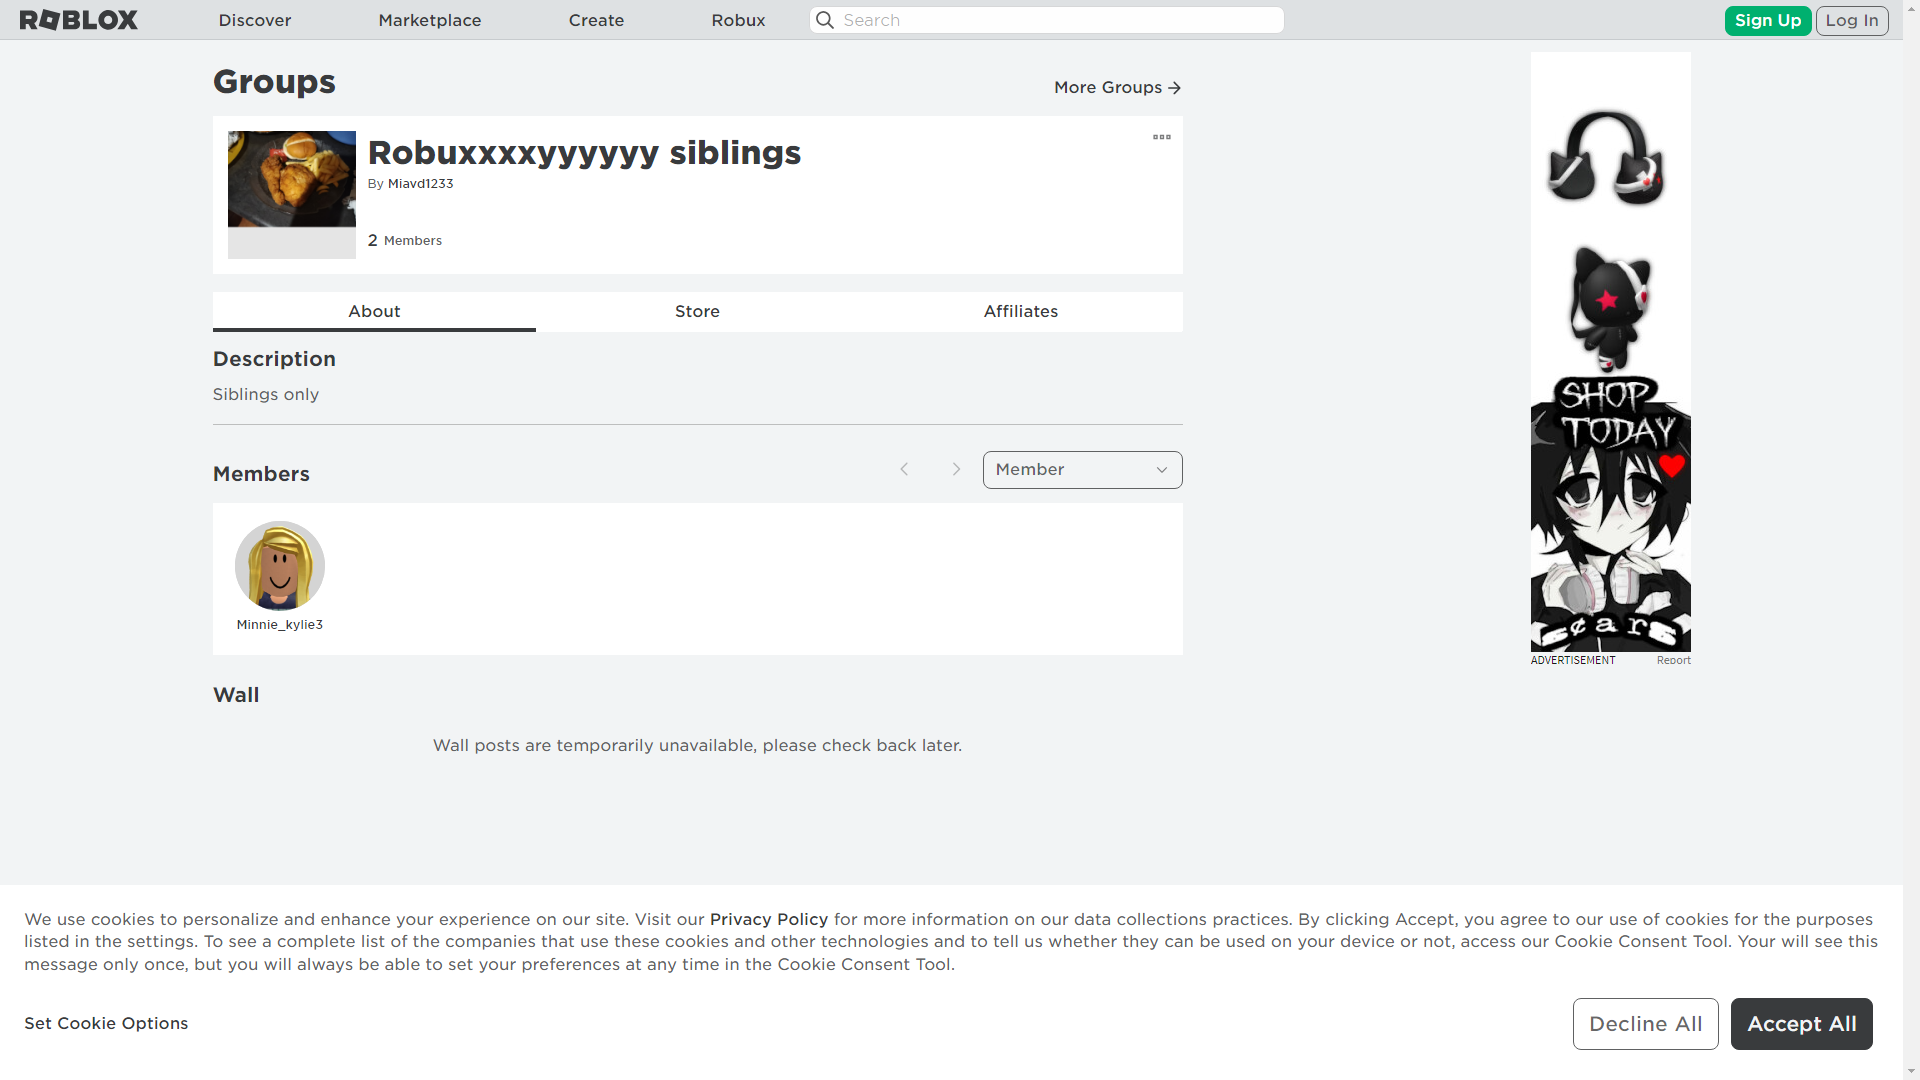 ROBLOX
Discover
Marketplace
Create
Robux
Search
Sign Up
Log In
Groups
More Groups
Robuxxxxyyyyyy siblings
By Miavd1233
2 Members
About
Store
Affiliates
Description
Siblings only
Members
Member
Minnie_kylie3
Wall
Wall posts are temporarily unavailable, please check back later.
SHOP
TODAY
scars
ADVERTISEMENT
Report
We use cookies to personalize and enhance your experience on our site. Visit our Privacy Policy for more information on our data collections practices. By clicking Accept, you agree to our use of cookies for the purposes
listed in the settings. To see a complete list of the companies that use these cookies and other technologies and to tell us whether they can be used on your device or not, access our Cookie Consent Tool. Your will see this
message only once, but you will always be able to set your preferences at any time in the Cookie Consent Tool.
Set Cookie Options
Decline All
Accept All